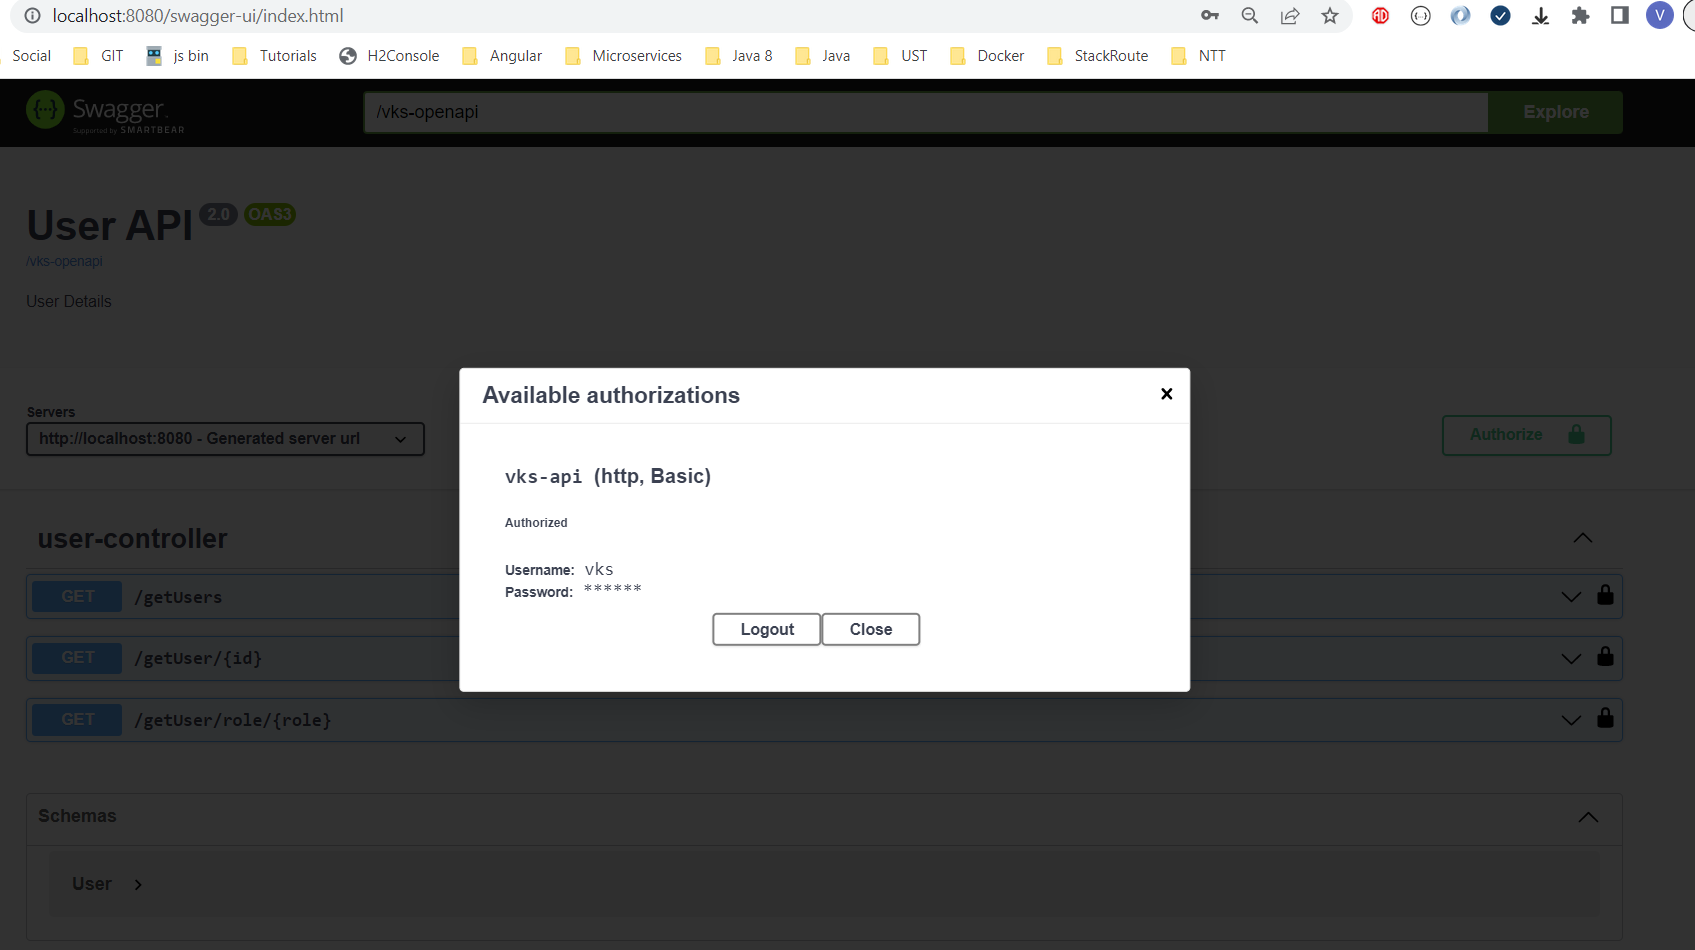 localhost:8080/swagger-ui/index.html
V
Social GIT js bin Tutorials H2Console Angular Microservices Java 8 Java UST Docker StackRoute NTT
{...} Swagger.
Supported by SMARTBEAR
/vks-openapi
Explore
User API 2.0 OAS3
/vks-openapi
User Details
Available authorizations ×
Servers
http://localhost:8080 - Generated server url
Authorize
vks-api (http, Basic)
Authorized
Username: vks
Password: ******
Logout Close
user-controller
GET /getUsers
GET /getUser/{id}
GET /getUser/role/{role}
Schemas
User